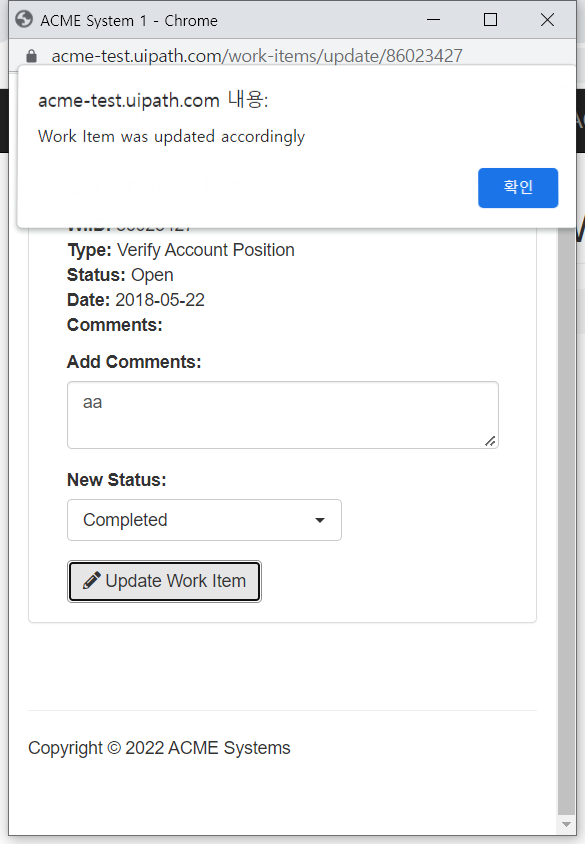 ACME System 1 - Chrome
acme-test.uipath.com/work-items/update/86023427
acme-test.uipath.com 내용:
Work Item was updated accordingly
확인
WIID: 86023427
Type: Verify Account Position
Status: Open
Date: 2018-05-22
Comments:
Add Comments:
aa
New Status:
Completed
Update Work Item
Copyright © 2022 ACME Systems